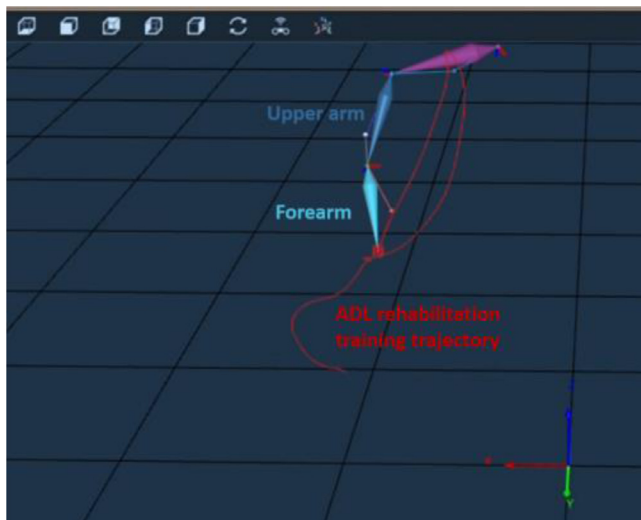 Upper arm
Forearm
ADL rehabilitation
training trajectory
Y